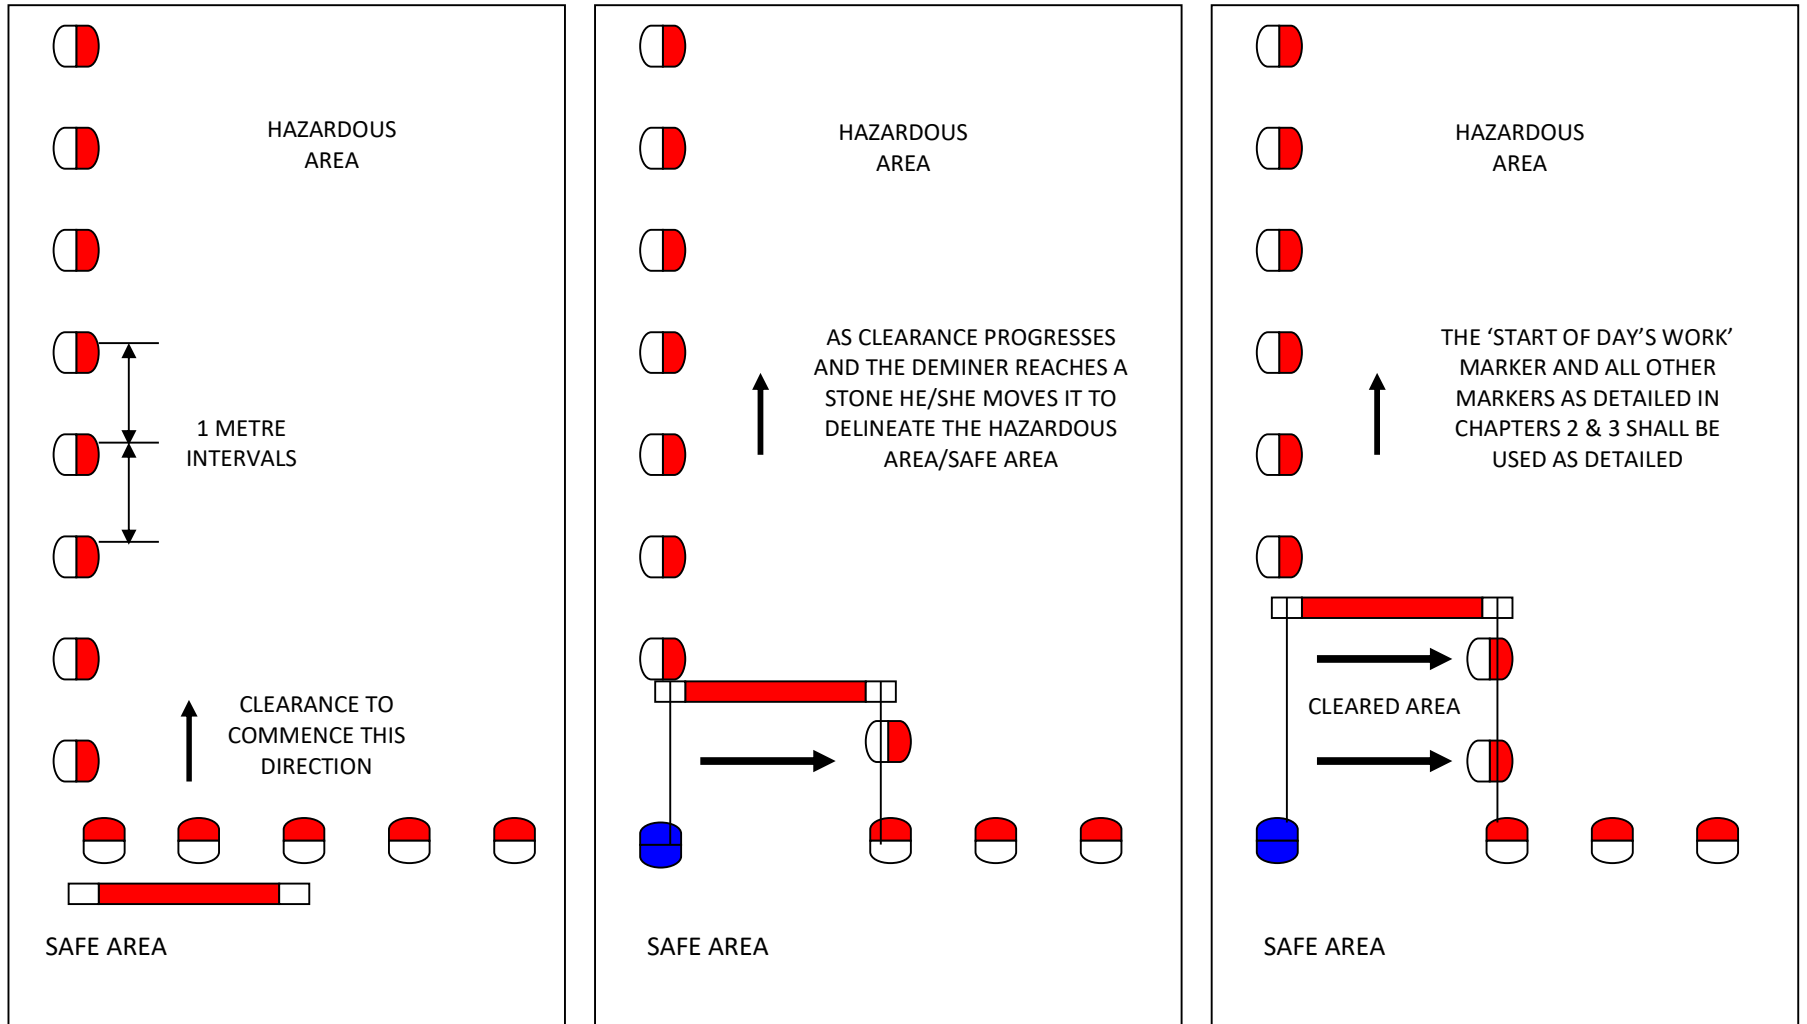 HAZARDOUS
AREA
1 METRE
INTERVALS
CLEARANCE TO
COMMENCE THIS
DIRECTION
SAFE AREA
HAZARDOUS
AREA
AS CLEARANCE PROGRESSES
AND THE DEMINER REACHES A
STONE HE/SHE MOVES IT TO
DELINEATE THE HAZARDOUS
AREA/SAFE AREA
SAFE AREA
HAZARDOUS
AREA
THE ‘START OF DAY’S WORK’
MARKER AND ALL OTHER
MARKERS AS DETAILED IN
CHAPTERS 2 & 3 SHALL BE
USED AS DETAILED
CLEARED AREA
SAFE AREA